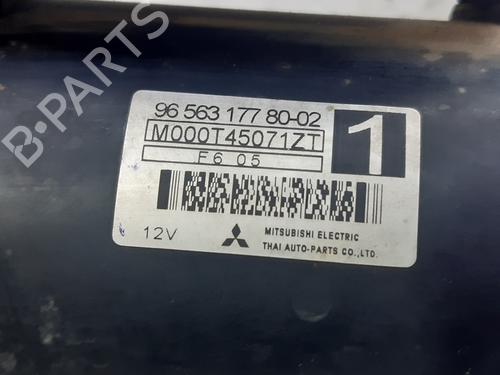 96 563 177 80-02
M000T45071ZT
1
F6 05
12V
MITSUBISHI ELECTRIC
THAI AUTO-PARTS CO.,LTD.
B-PARTS